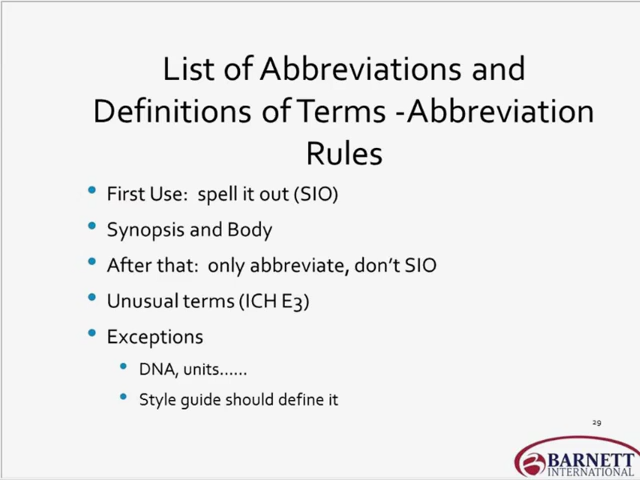 List of Abbreviations and
Definitions of Terms -Abbreviation
Rules
First Use:  spell it out (SIO)
Synopsis and Body
After that:  only abbreviate, don't SIO
Unusual terms (ICH E3)
Exceptions
DNA, units......
Style guide should define it
29
BARNETT
INTERNATIONAL